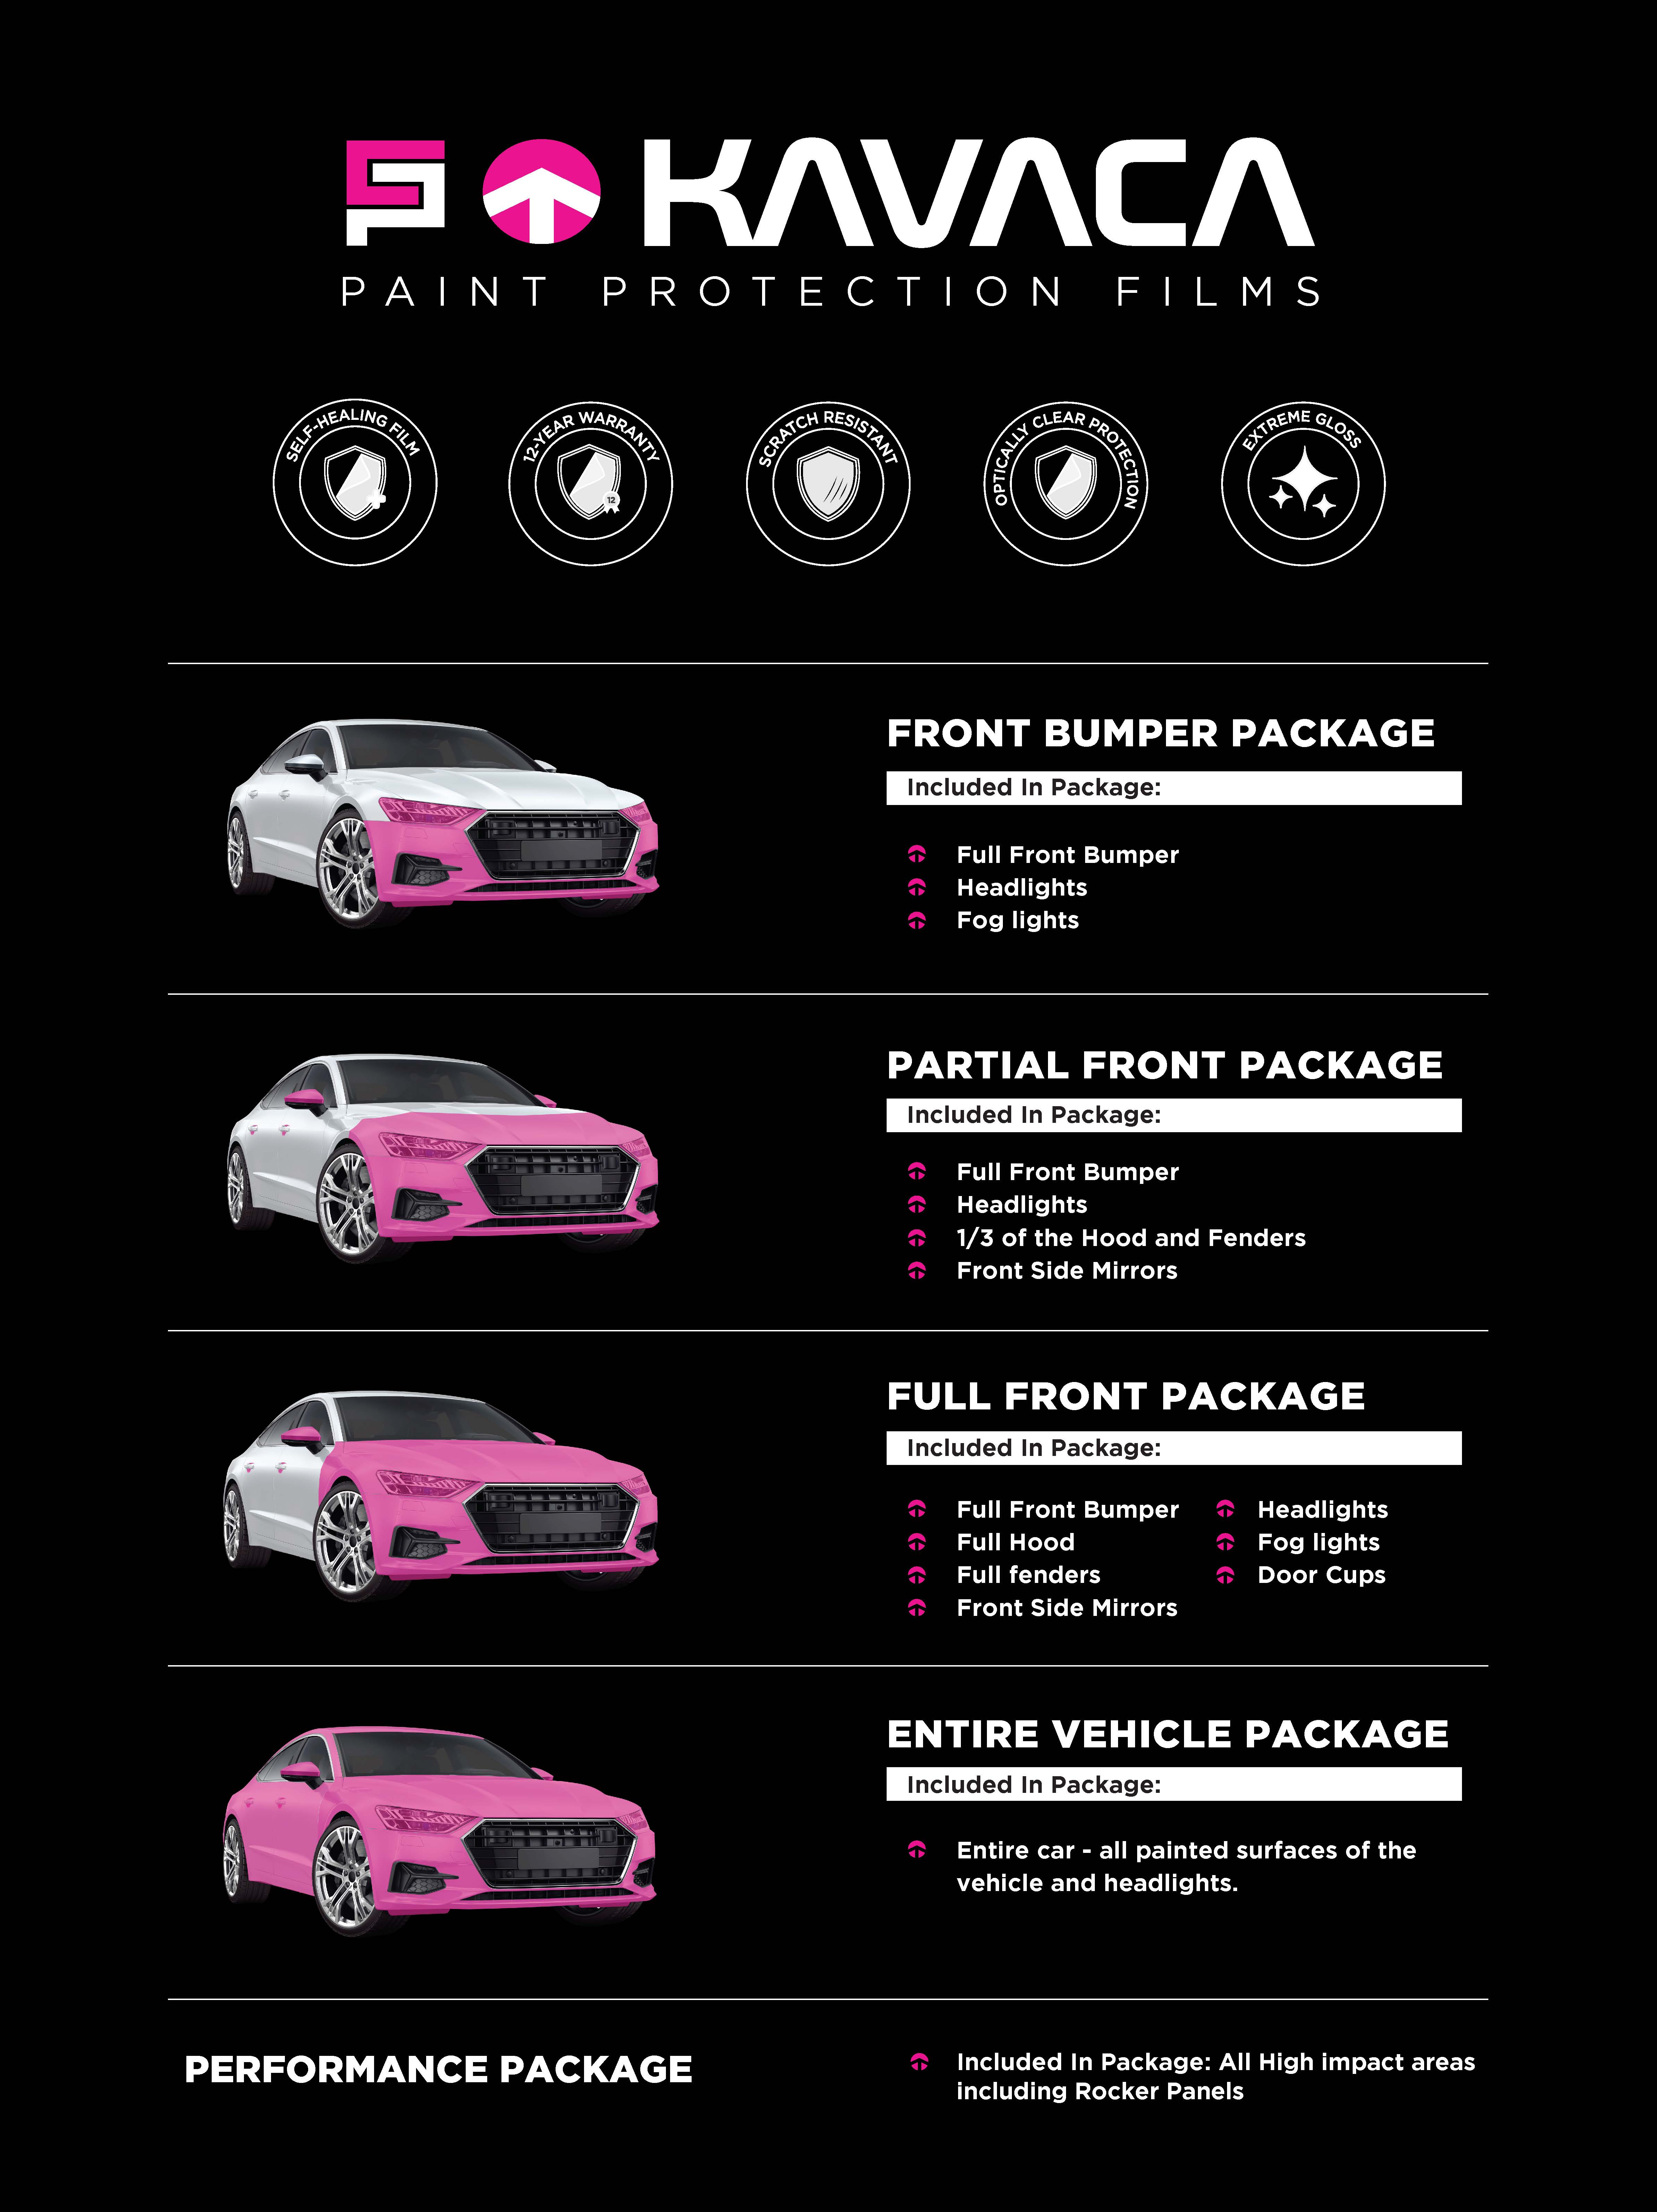 KAVACA
PAINT PROTECTION FILMS
SELF-HEALING FILM
12-YEAR WARRANTY
12
SCRATCH RESISTANT
OPTICALLY CLEAR PROTECTION
EXTREME GLOSS
FRONT BUMPER PACKAGE
Included In Package:
Full Front Bumper
Headlights
Fog lights
PARTIAL FRONT PACKAGE
Included In Package:
Full Front Bumper
Headlights
1/3 of the Hood and Fenders
Front Side Mirrors
FULL FRONT PACKAGE
Included In Package:
Full Front Bumper
Full Hood
Full fenders
Front Side Mirrors
Headlights
Fog lights
Door Cups
ENTIRE VEHICLE PACKAGE
Included In Package:
Entire car - all painted surfaces of the
vehicle and headlights.
PERFORMANCE PACKAGE
Included In Package: All High impact areas
including Rocker Panels